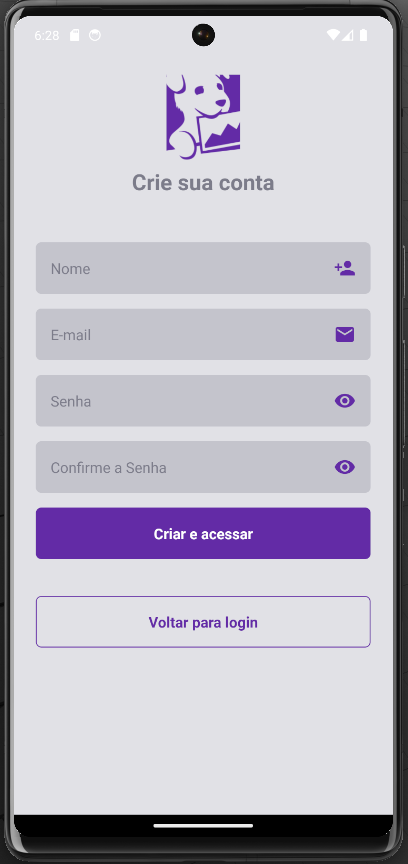 6:28
Crie sua conta
Nome
E-mail
Senha
Confirme a Senha
Criar e acessar
Voltar para login